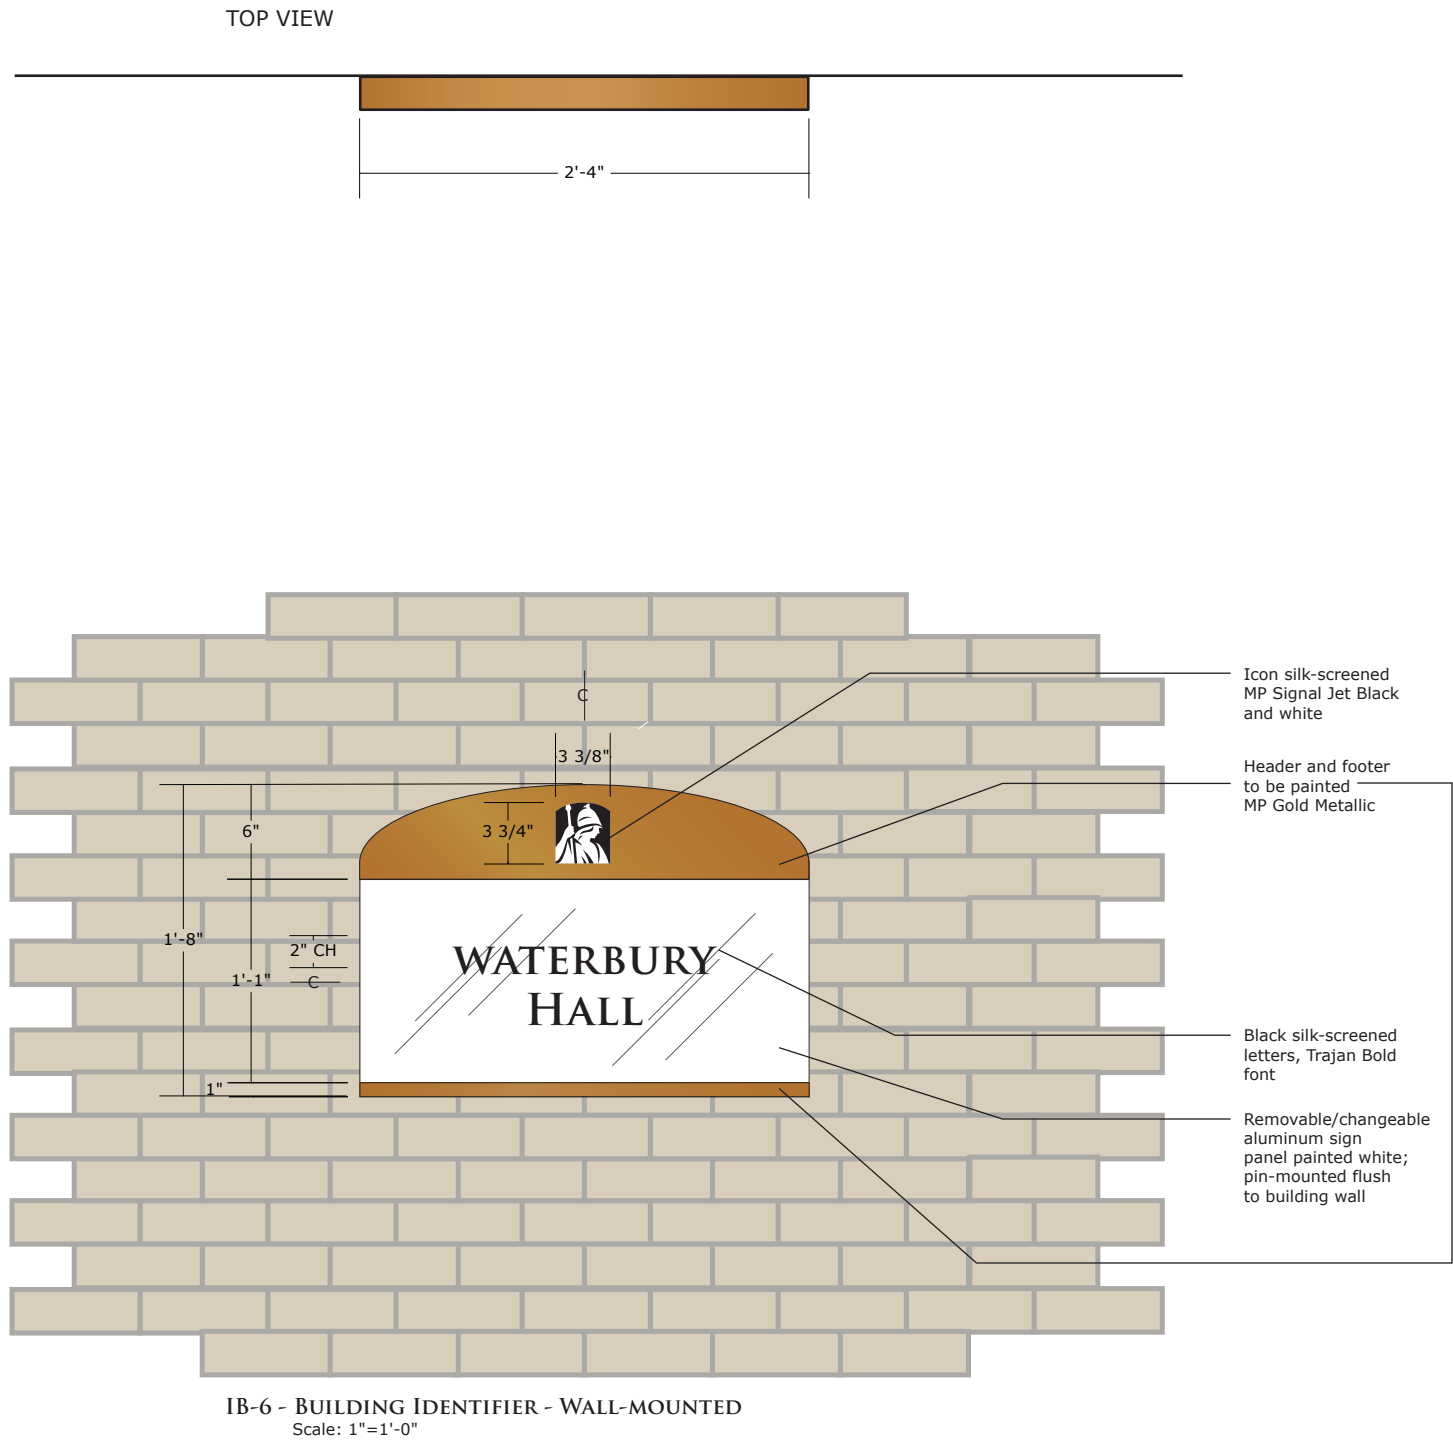 TOP VIEW
2'-4"
C
3 3/8"
Icon silk-screened
MP Signal Jet Black
and white
Header and footer
to be painted
MP Gold Metallic
6"
3 3/4"
1'-8"
2" CH
1'-1"
C
WATERBURY
HALL
1"
Black silk-screened
letters, Trajan Bold
font
Removable/changeable
aluminum sign
panel painted white;
pin-mounted flush
to building wall
IB-6 - BUILDING IDENTIFIER - WALL-MOUNTED
Scale: 1"=1'-0"